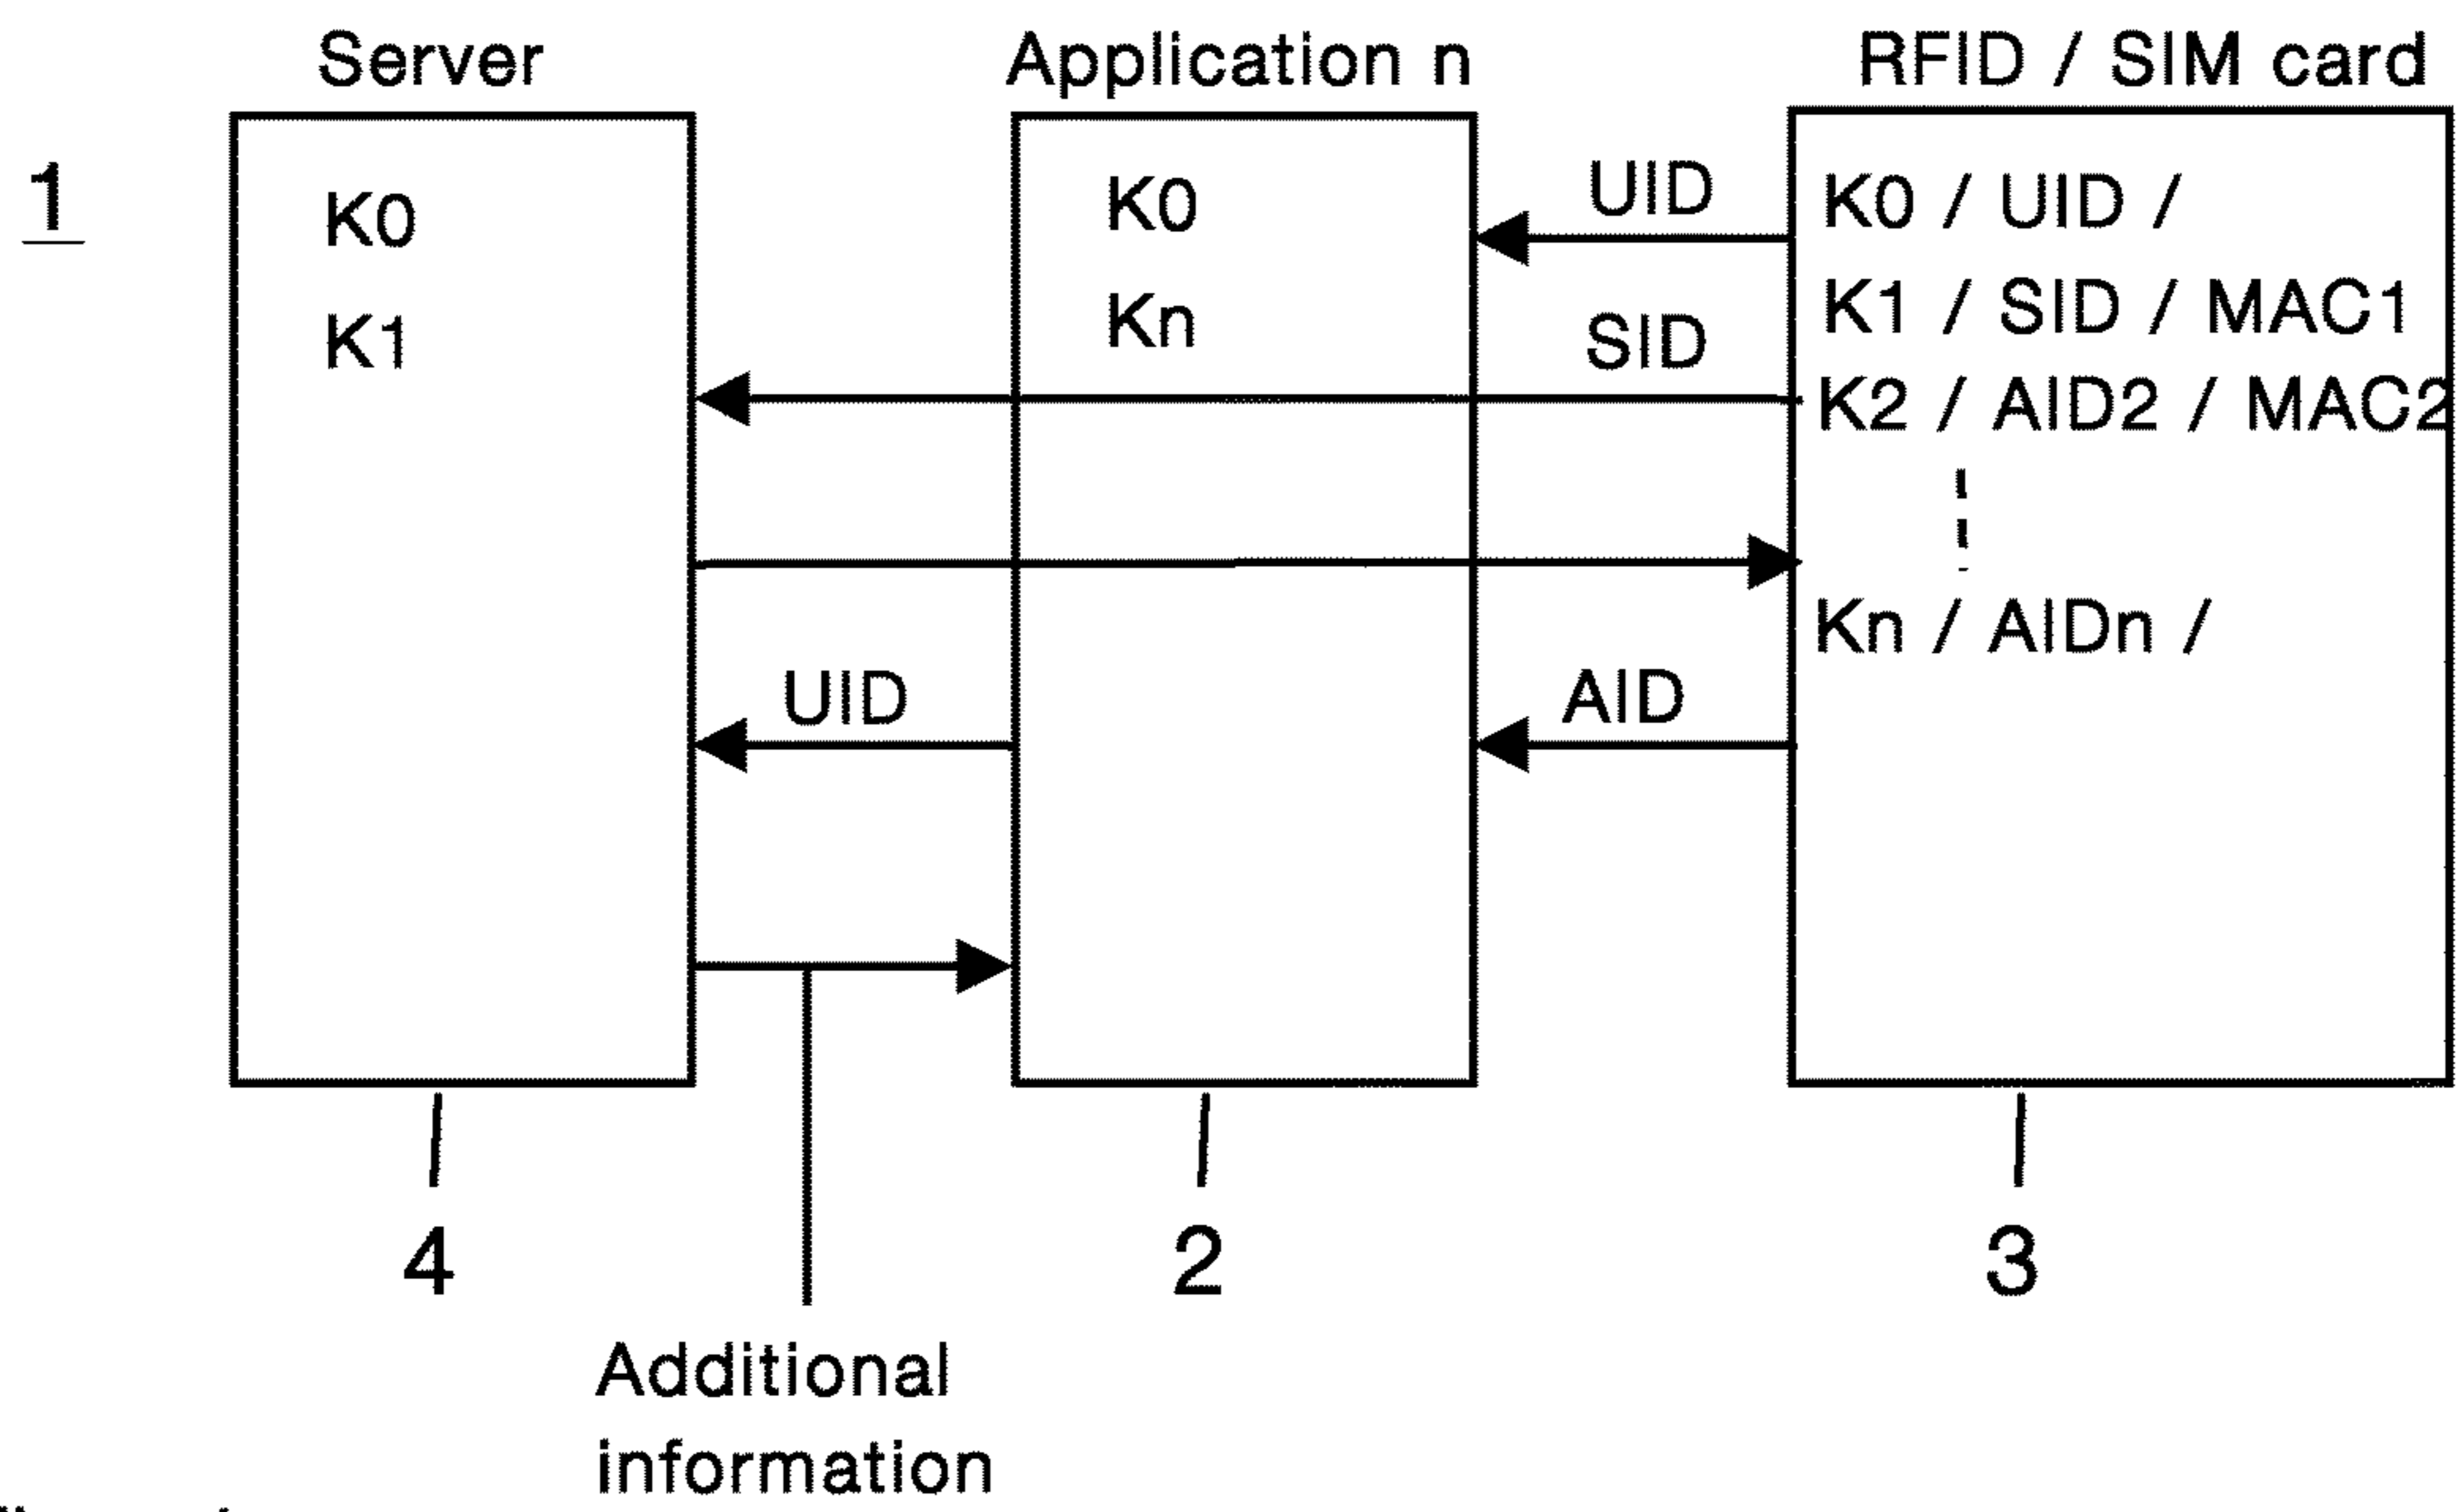 Server
Application n
RFID / SIM card
1
K0
K1
K0
Kn
UID
SID
K0 / UID /
K1 / SID / MAC1
K2 / AID2 / MAC2
Kn / AIDn /
UID
AID
4
2
3
Additional
information